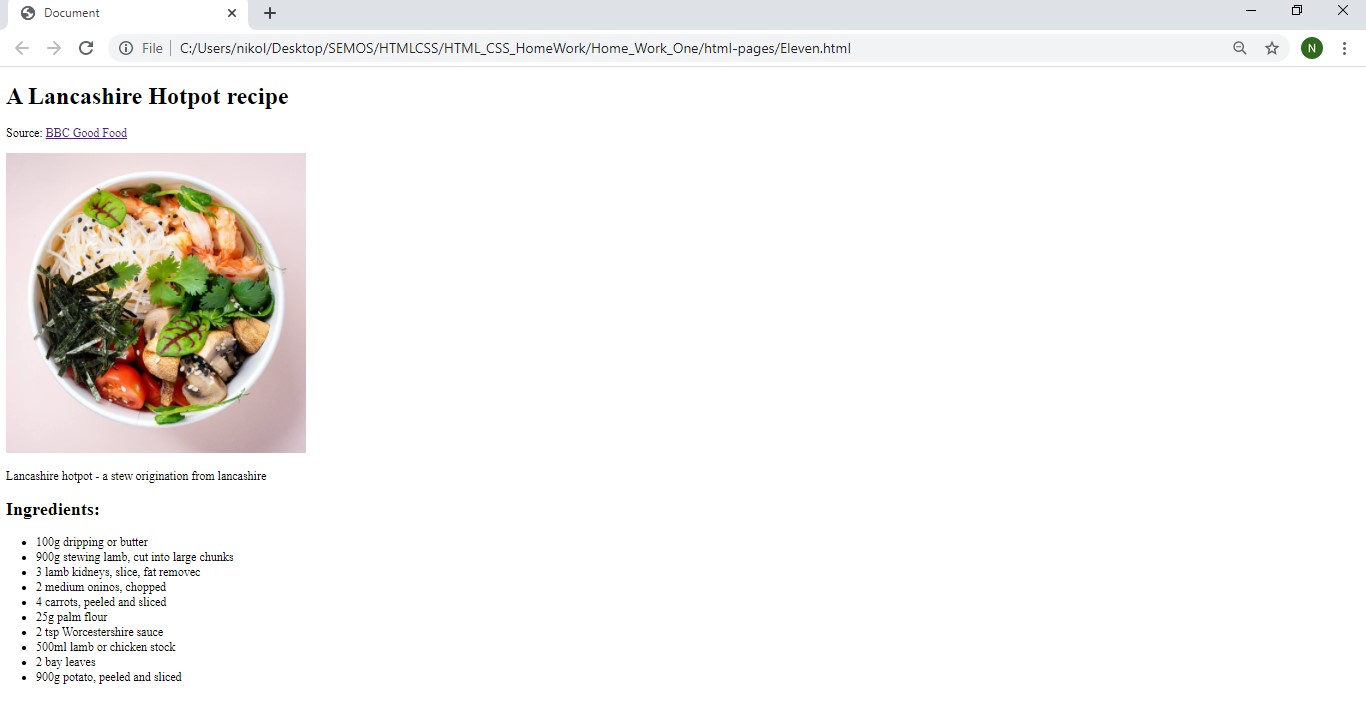 Document
File
C:/Users/nikol/Desktop/SEMOS/HTMLCSS/HTML_CSS_HomeWork/Home_Work_One/html-pages/Eleven.html
N
A Lancashire Hotpot recipe
Source: BBC Good Food
Lancashire hotpot - a stew origination from lancashire
Ingredients:
100g dripping or butter
900g stewing lamb, cut into large chunks
3 lamb kidneys, slice, fat removec
2 medium oninos, chopped
4 carrots, peeled and sliced
25g palm flour
2 tsp Worcestershire sauce
500ml lamb or chicken stock
2 bay leaves
900g potato, peeled and sliced